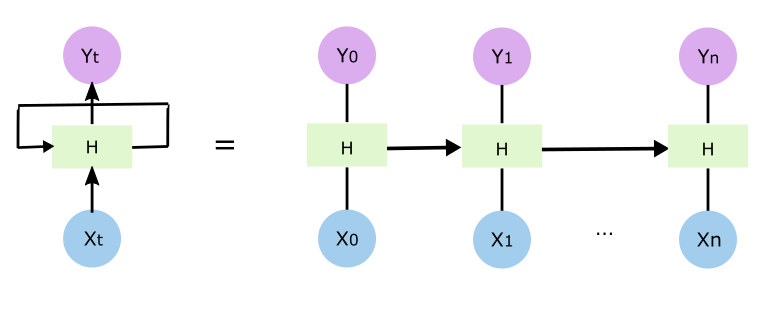 Yt Y0 Y1 Yn
H = H H H
Xt X0 X1 ... Xn